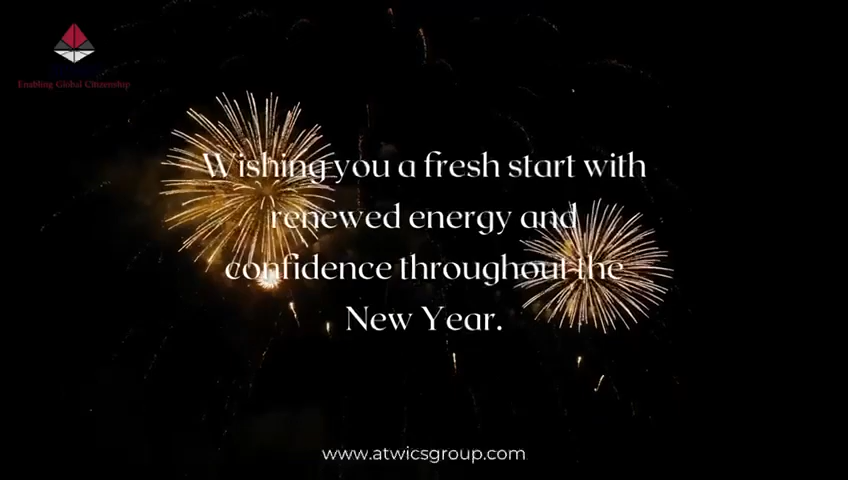 Enabling Global Citizenship
Wishing you a fresh start with
renewed energy and
confidence throughout the
New Year.
www.atwicsgroup.com